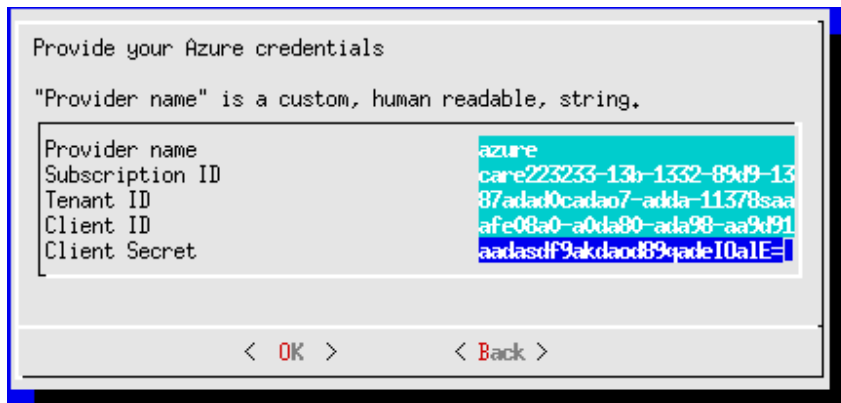 Provide your Azure credentials
"Provider name" is a custom, human readable, string.
Provider name azure
Subscription ID care223233-13b-1332-89d9-13
Tenant ID 87adad0cadao7-adda-11378saa
Client ID afe08a0-a0da80-ada98-aa9d91
Client Secret aadasdf9akdaod89qadeIOalE=
< OK > < Back >